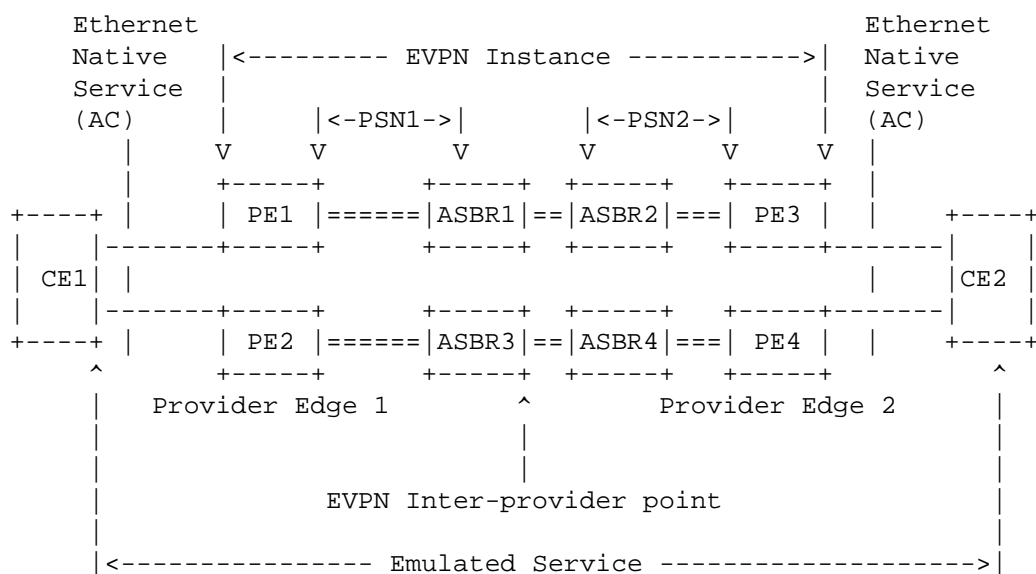 Ethernet                                          Ethernet
Native   |<--------- EVPN Instance ----------->|  Native
Service  |                                     |  Service
(AC)     |     |<-PSN1->|       |<-PSN2->|     |  (AC)
|     V     V        V       V        V     V  |
|     +-----+      +-----+  +-----+   +-----+  |
+----+  |     | PE1 |======|ASBR1|==|ASBR2|===| PE3 |  |    +----+
|    |-------+-----+      +-----+  +-----+   +-----+-------|    |
| CE1|  |                                            |    |CE2 |
|    |-------+-----+      +-----+  +-----+   +-----+-------|    |
+----+  |     | PE2 |======|ASBR3|==|ASBR4|===| PE4 |  |    +----+
^       +-----+      +-----+  +-----+   +-----+          ^
|   Provider Edge 1        ^        Provider Edge 2      |
|                          |                             |
|                          |                             |
|                          |                             |
|              EVPN Inter-provider point                 |
|                                                        |
|<---------------- Emulated Service -------------------->|